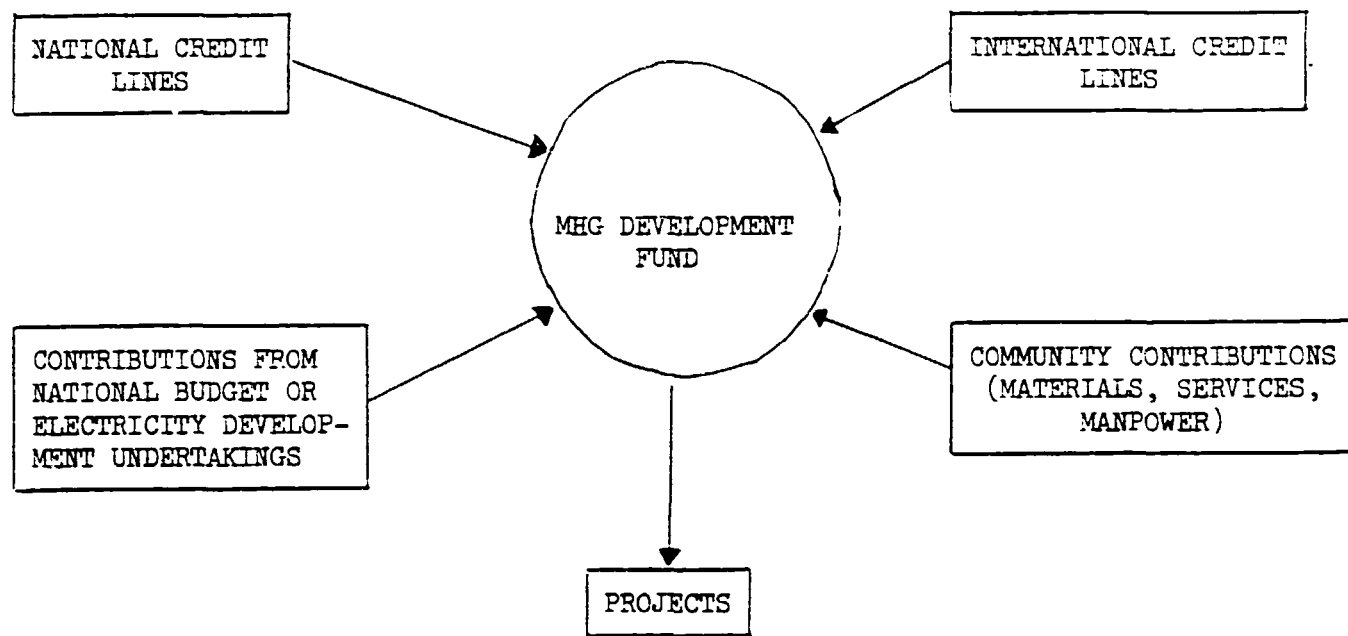 NATIONAL CREDIT
LINES
INTERNATIONAL CREDIT
LINES
MHG DEVELOPMENT
FUND
CONTRIBUTIONS FROM
NATIONAL BUDGET OR
ELECTRICITY DEVELOP-
MENT UNDERTAKINGS
COMMUNITY CONTRIBUTIONS
(MATERIALS, SERVICES,
MANPOWER)
PROJECTS